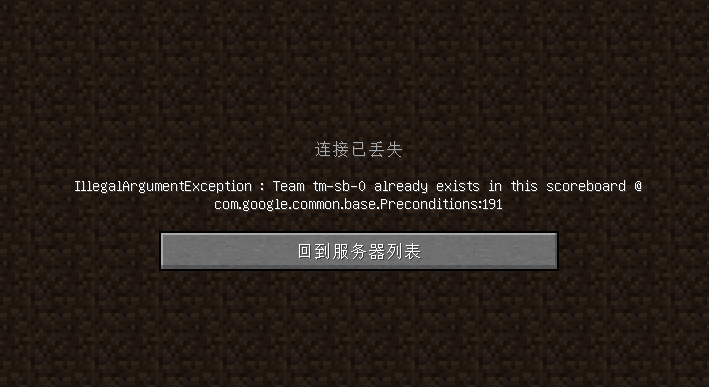 连接已丢失
IllegalArgumentException : Team tm-sb-0 already exists in this scoreboard @
com.google.common.base.Preconditions:191
回到服务器列表